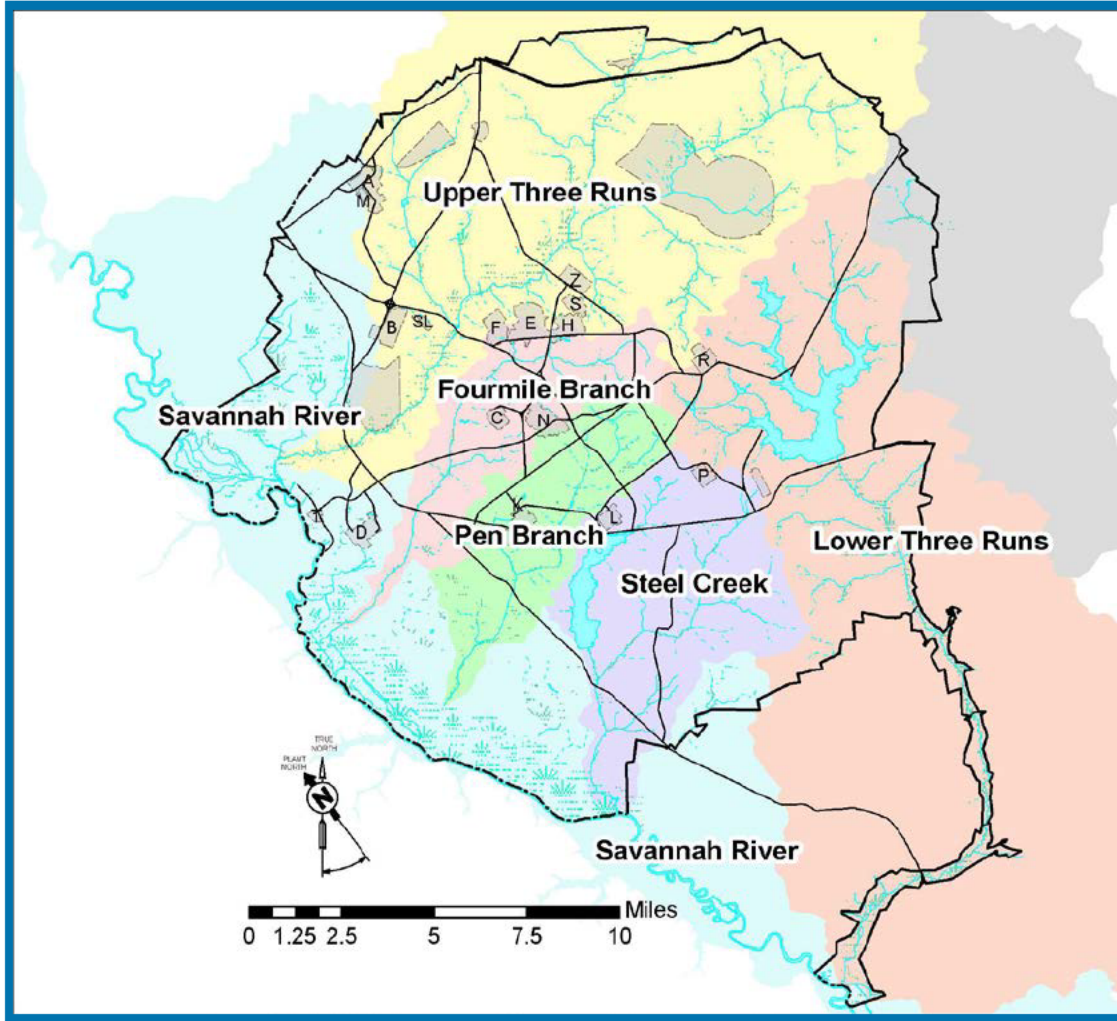 A
M
Upper Three Runs
Z
S
B
SL
F
E
H
R
Fourmile Branch
Savannah River
C
N
P
K
L
T
D
Pen Branch
Lower Three Runs
Steel Creek
TRUE
NORTH
PLANT
NORTH
N
Savannah River
Miles
0 1.25 2.5 5 7.5 10